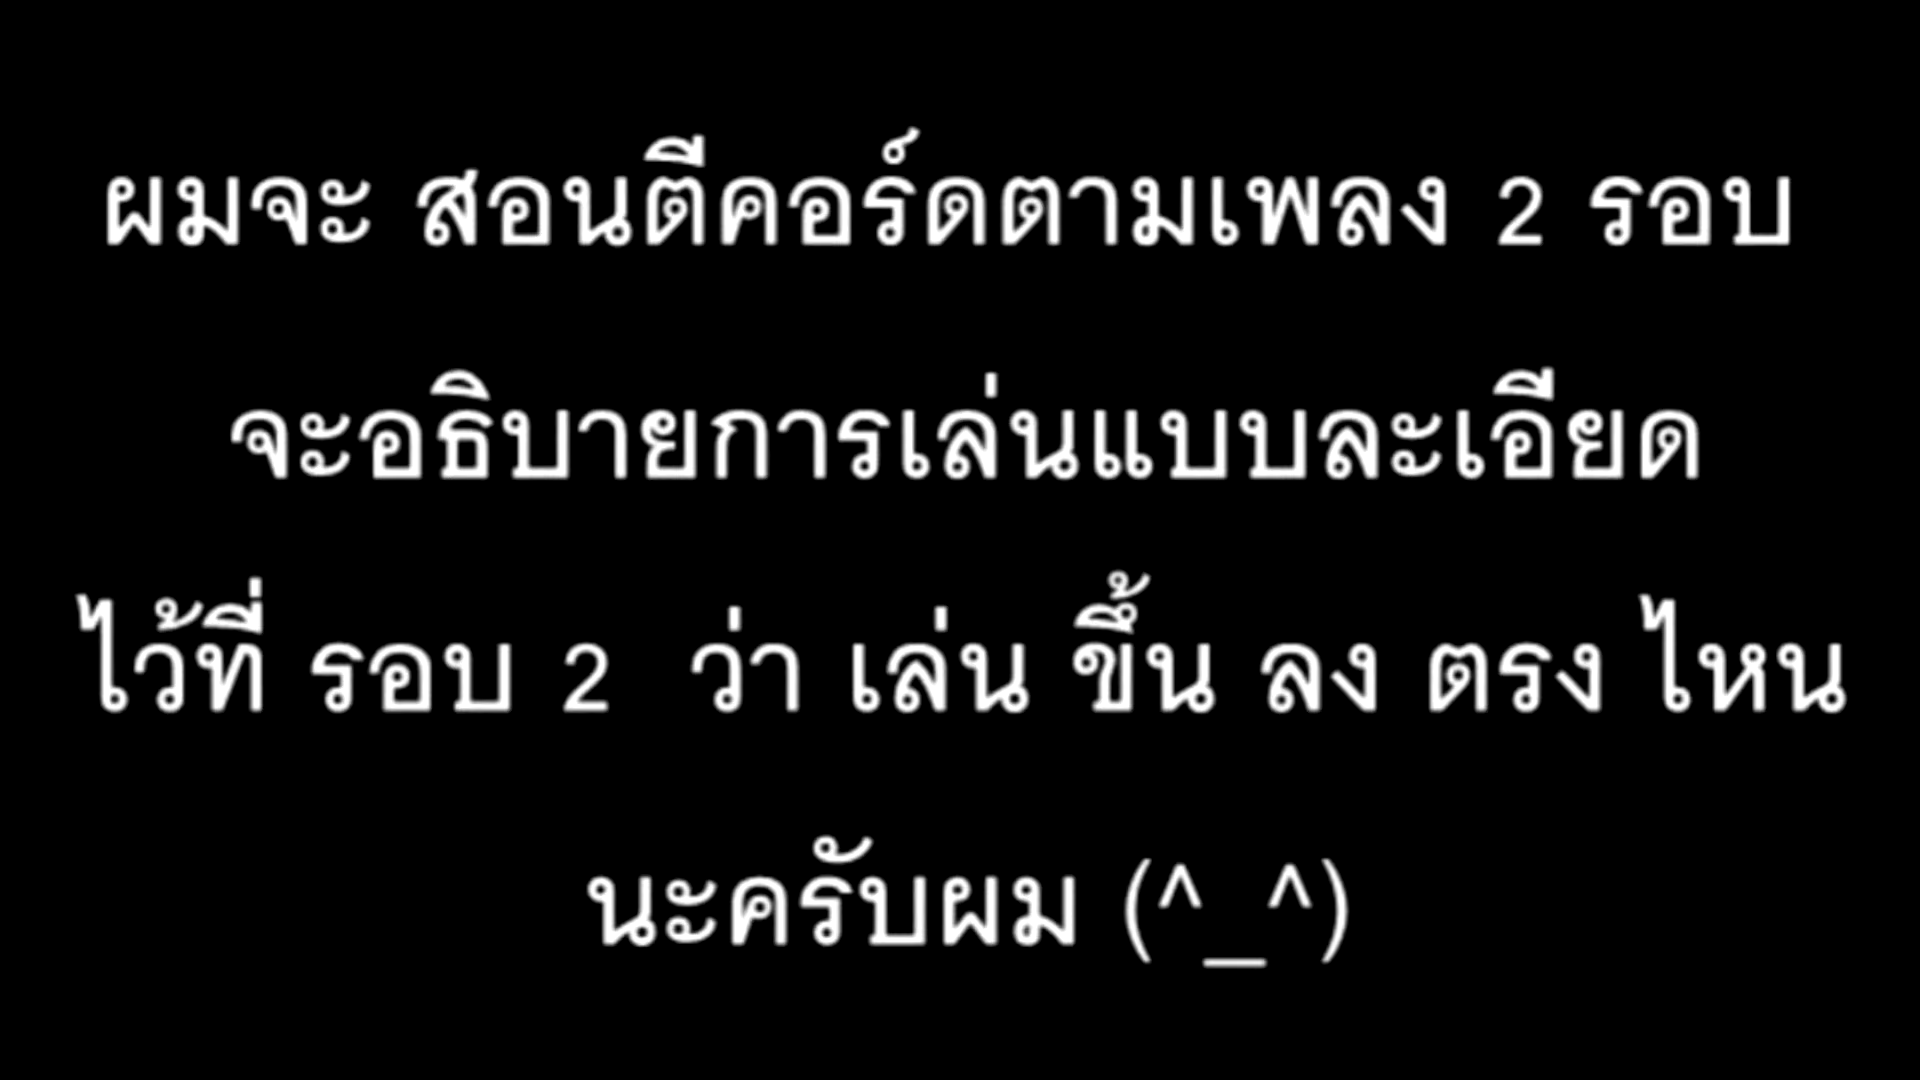 ผมจะ สอนตีคอร์ดตามเพลง 2 รอบ
จะอธิบายการเล่นแบบละเอียด
ไว้ที่ รอบ 2 ว่า เล่น ขึ้น ลง ตรง ไหน
นะครับผม (^_^)